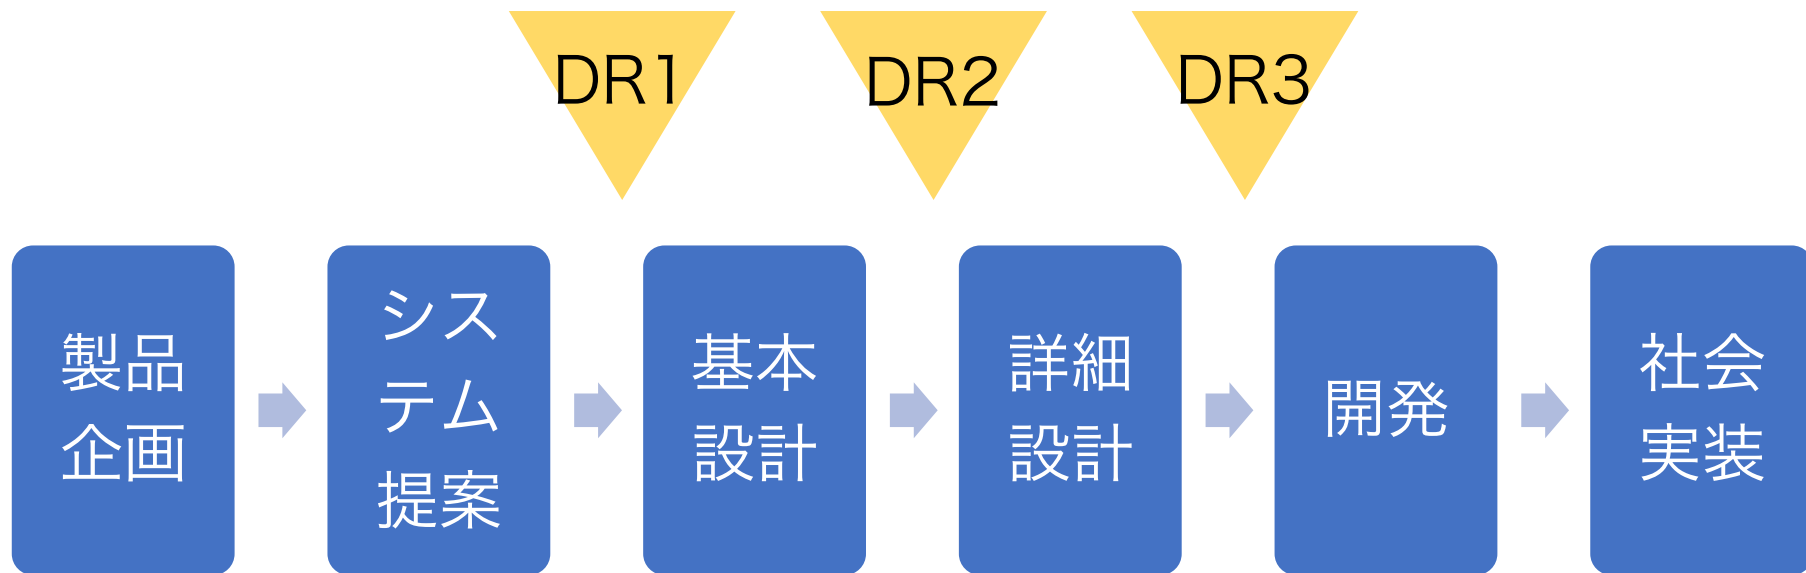 DR1
DR2
DR3
製品
企画
シス
テム
提案
基本
設計
詳細
設計
開発
社会
実装